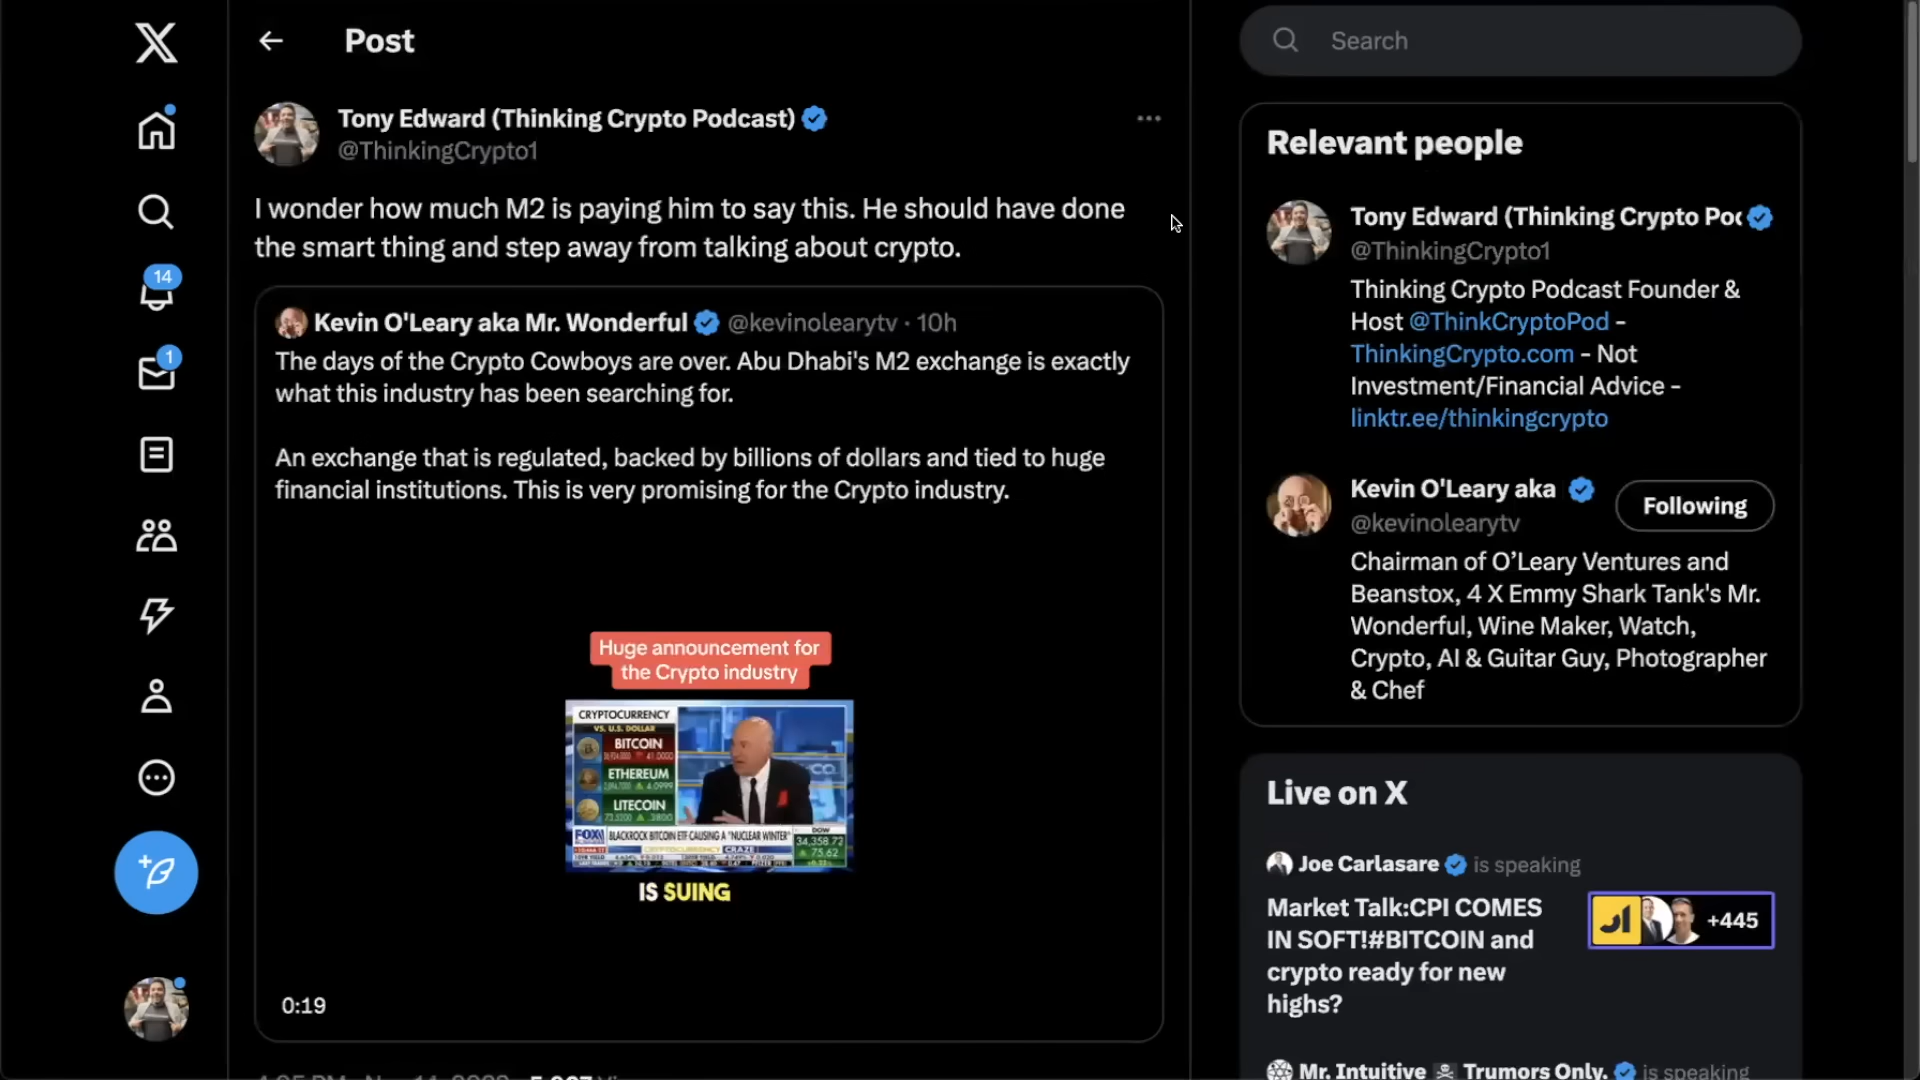 Post
Search
Tony Edward (Thinking Crypto Podcast)
@ThinkingCrypto1
I wonder how much M2 is paying him to say this. He should have done
the smart thing and step away from talking about crypto.
Kevin O'Leary aka Mr. Wonderful @kevinolearytv · 10h
The days of the Crypto Cowboys are over. Abu Dhabi's M2 exchange is exactly
what this industry has been searching for.
An exchange that is regulated, backed by billions of dollars and tied to huge
financial institutions. This is very promising for the Crypto industry.
Huge announcement for
the Crypto industry
CRYPTOCURRENCY
VS. U.S. DOLLAR
BITCOIN
ETHEREUM
LITECOIN
FOX
BLACKROCK BITCOIN ETF CAUSING A "NUCLEAR WINTER"
CRYPTOCURRENCY CRAZE
DOW
34,358.72
75.62
IS SUING
0:19
14
1
Relevant people
Tony Edward (Thinking Crypto Poc
@ThinkingCrypto1
Thinking Crypto Podcast Founder &
Host @ThinkCryptoPod –
ThinkingCrypto.com - Not
Investment/Financial Advice -
linktr.ee/thinkingcrypto
Kevin O'Leary aka
@kevinolearytv
Following
Chairman of O’Leary Ventures and
Beanstox, 4 X Emmy Shark Tank's Mr.
Wonderful, Wine Maker, Watch,
Crypto, AI & Guitar Guy, Photographer
& Chef
Live on X
Joe Carlasare is speaking
Market Talk:CPI COMES
IN SOFT!#BITCOIN and
crypto ready for new
highs?
+445
Mr. Intuitive Trumors Only. is speaking